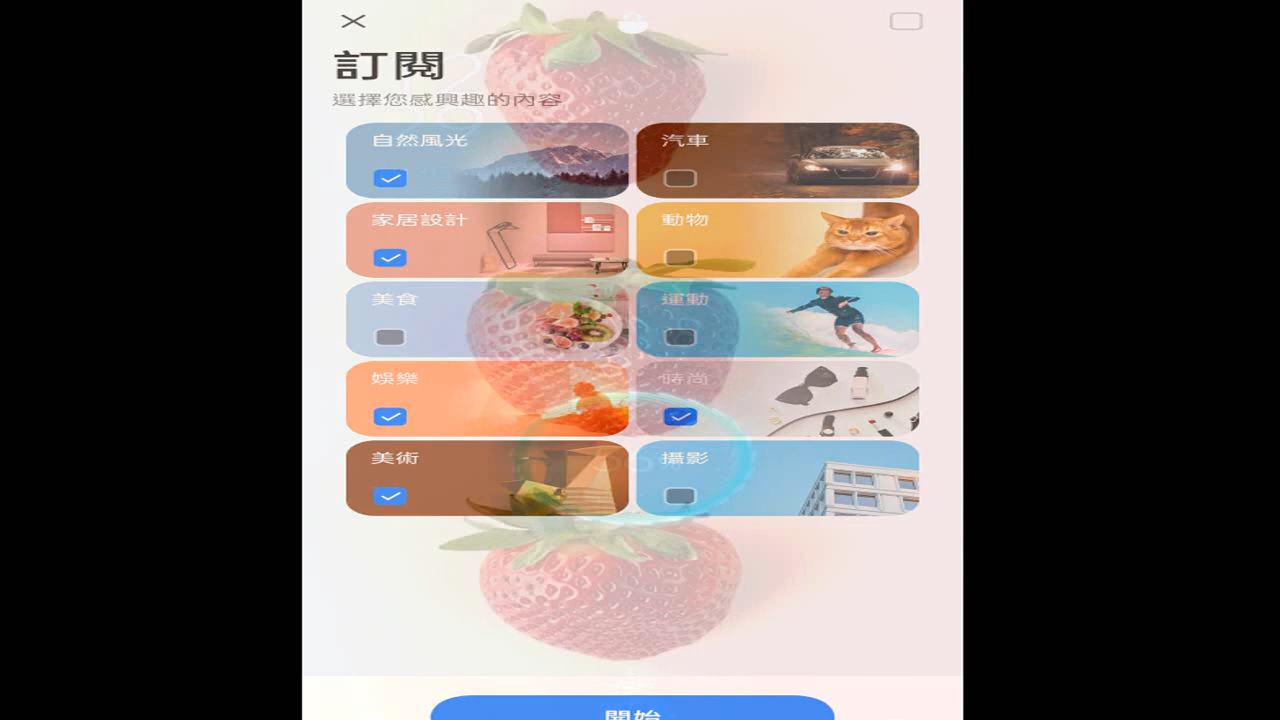 訂閱
選擇您感興趣的內容
自然風光
汽車
家居設計
動物
美食
運動
娛樂
時尚
美術
攝影
開始